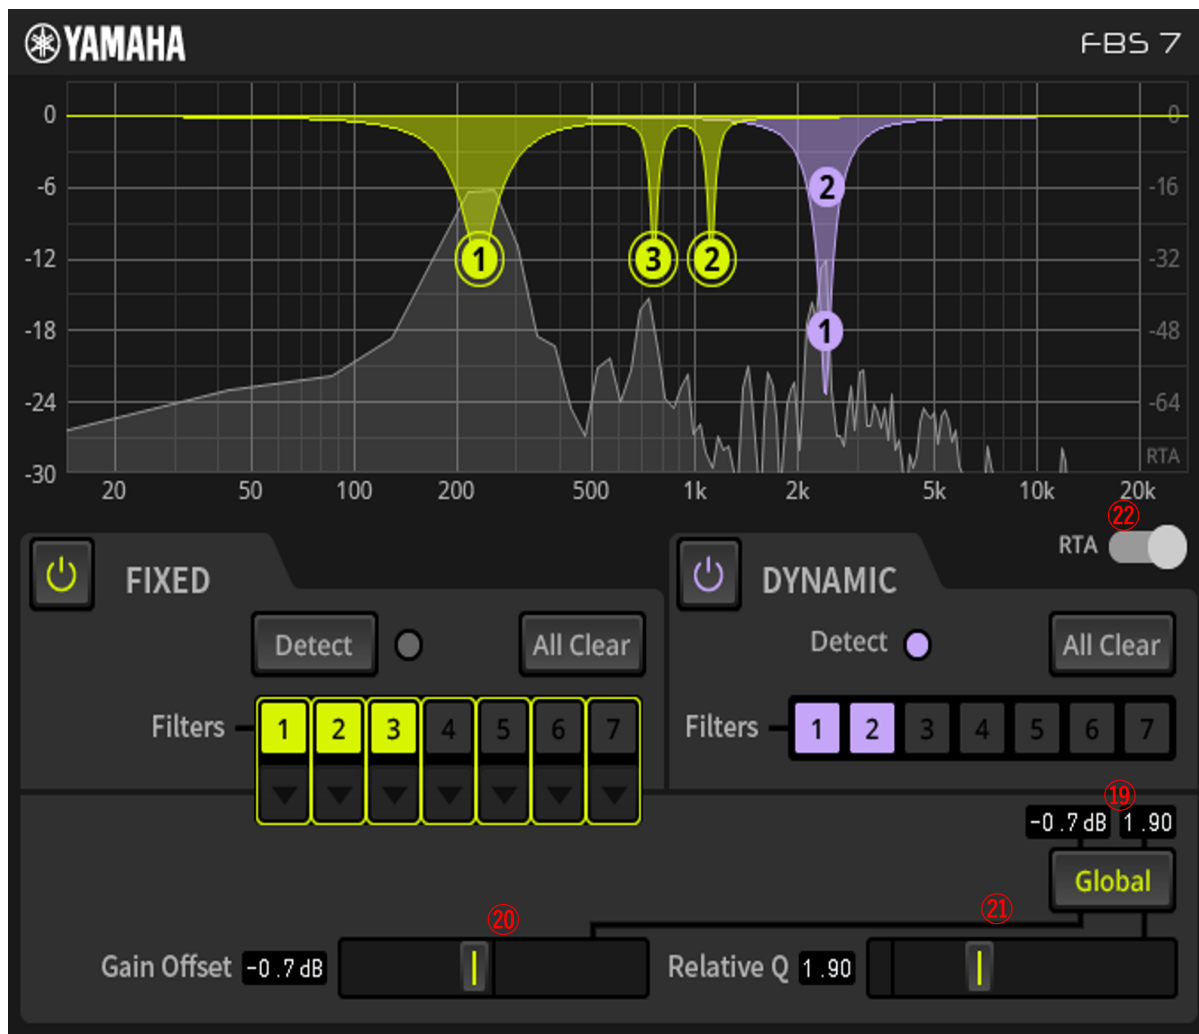 YAMAHA FBS 7
0 0
-6 -16
-12 -32
-18 -48
-24 -64
-30 RTA
20 50 100 200 500 1k 2k 5k 10k 20k
1 3 2
2
1
㉒
RTA
FIXED DYNAMIC
Detect All Clear Detect All Clear
Filters 1 2 3 4 5 6 7 Filters 1 2 3 4 5 6 7
⑲
-0.7 dB 1.90
Global
⑳ ㉑
Gain Offset -0.7 dB Relative Q 1.90